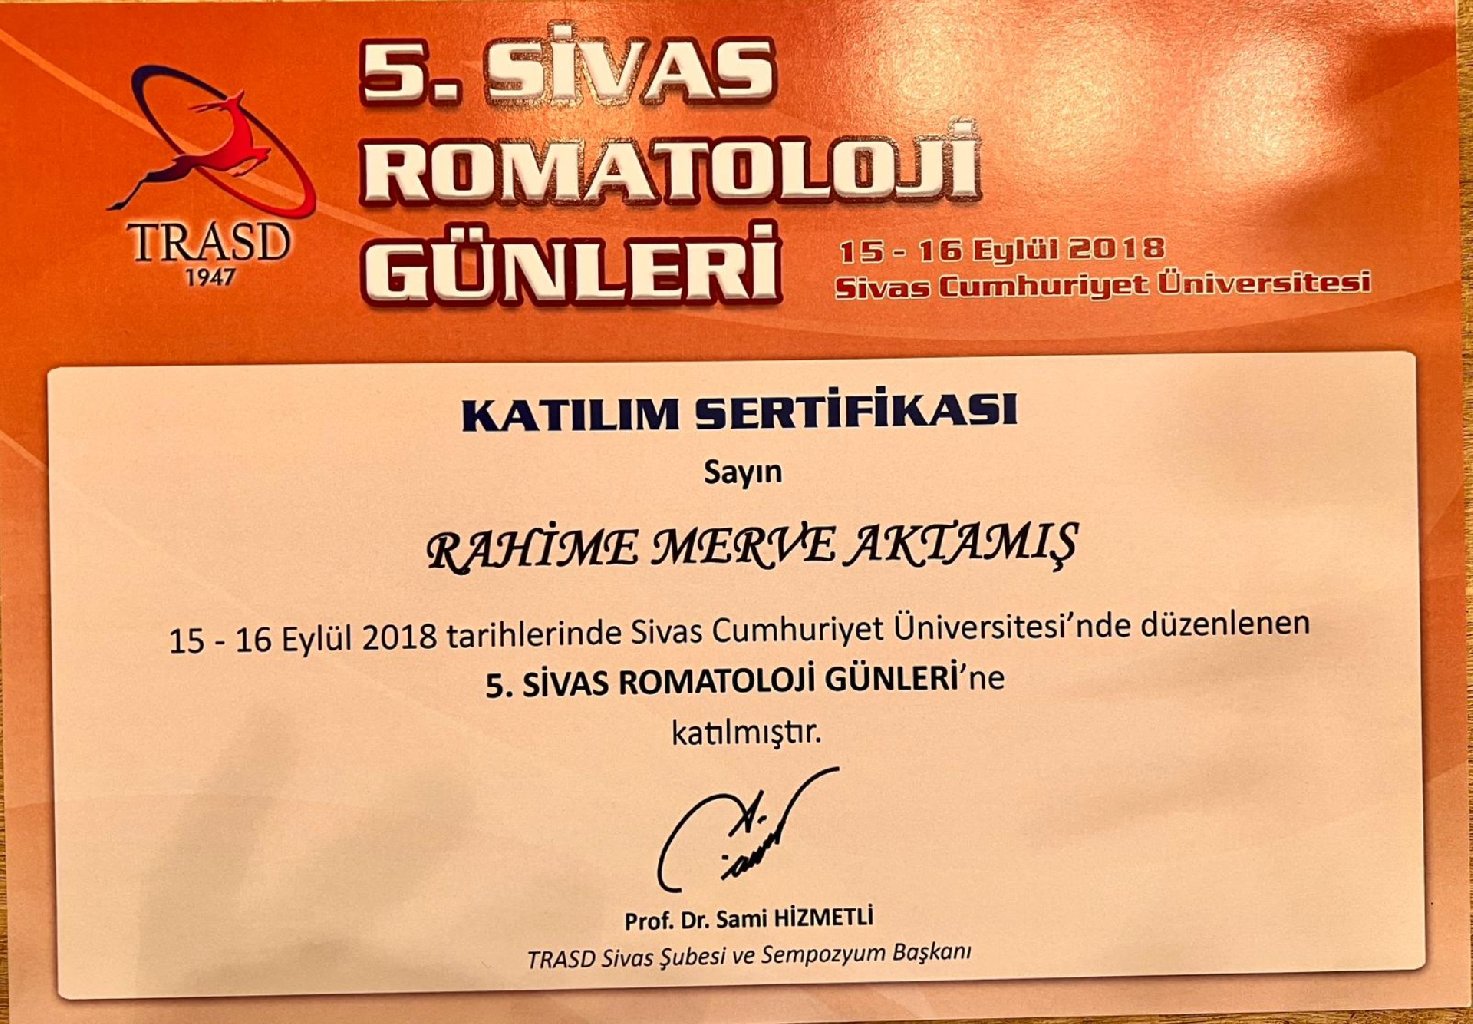 5. SİVAS
ROMATOLOJİ
GÜNLERİ
TRASD
1947
15 - 16 Eylül 2018
Sivas Cumhuriyet Üniversitesi
KATILIM SERTİFİKASI
Sayın
RAHİME MERVE AKTAMIŞ
15 - 16 Eylül 2018 tarihlerinde Sivas Cumhuriyet Üniversitesi’nde düzenlenen
5. SİVAS ROMATOLOJİ GÜNLERİ’ne
katılmıştır.
Prof. Dr. Sami HİZMETLİ
TRASD Sivas Şubesi ve Sempozyum Başkanı